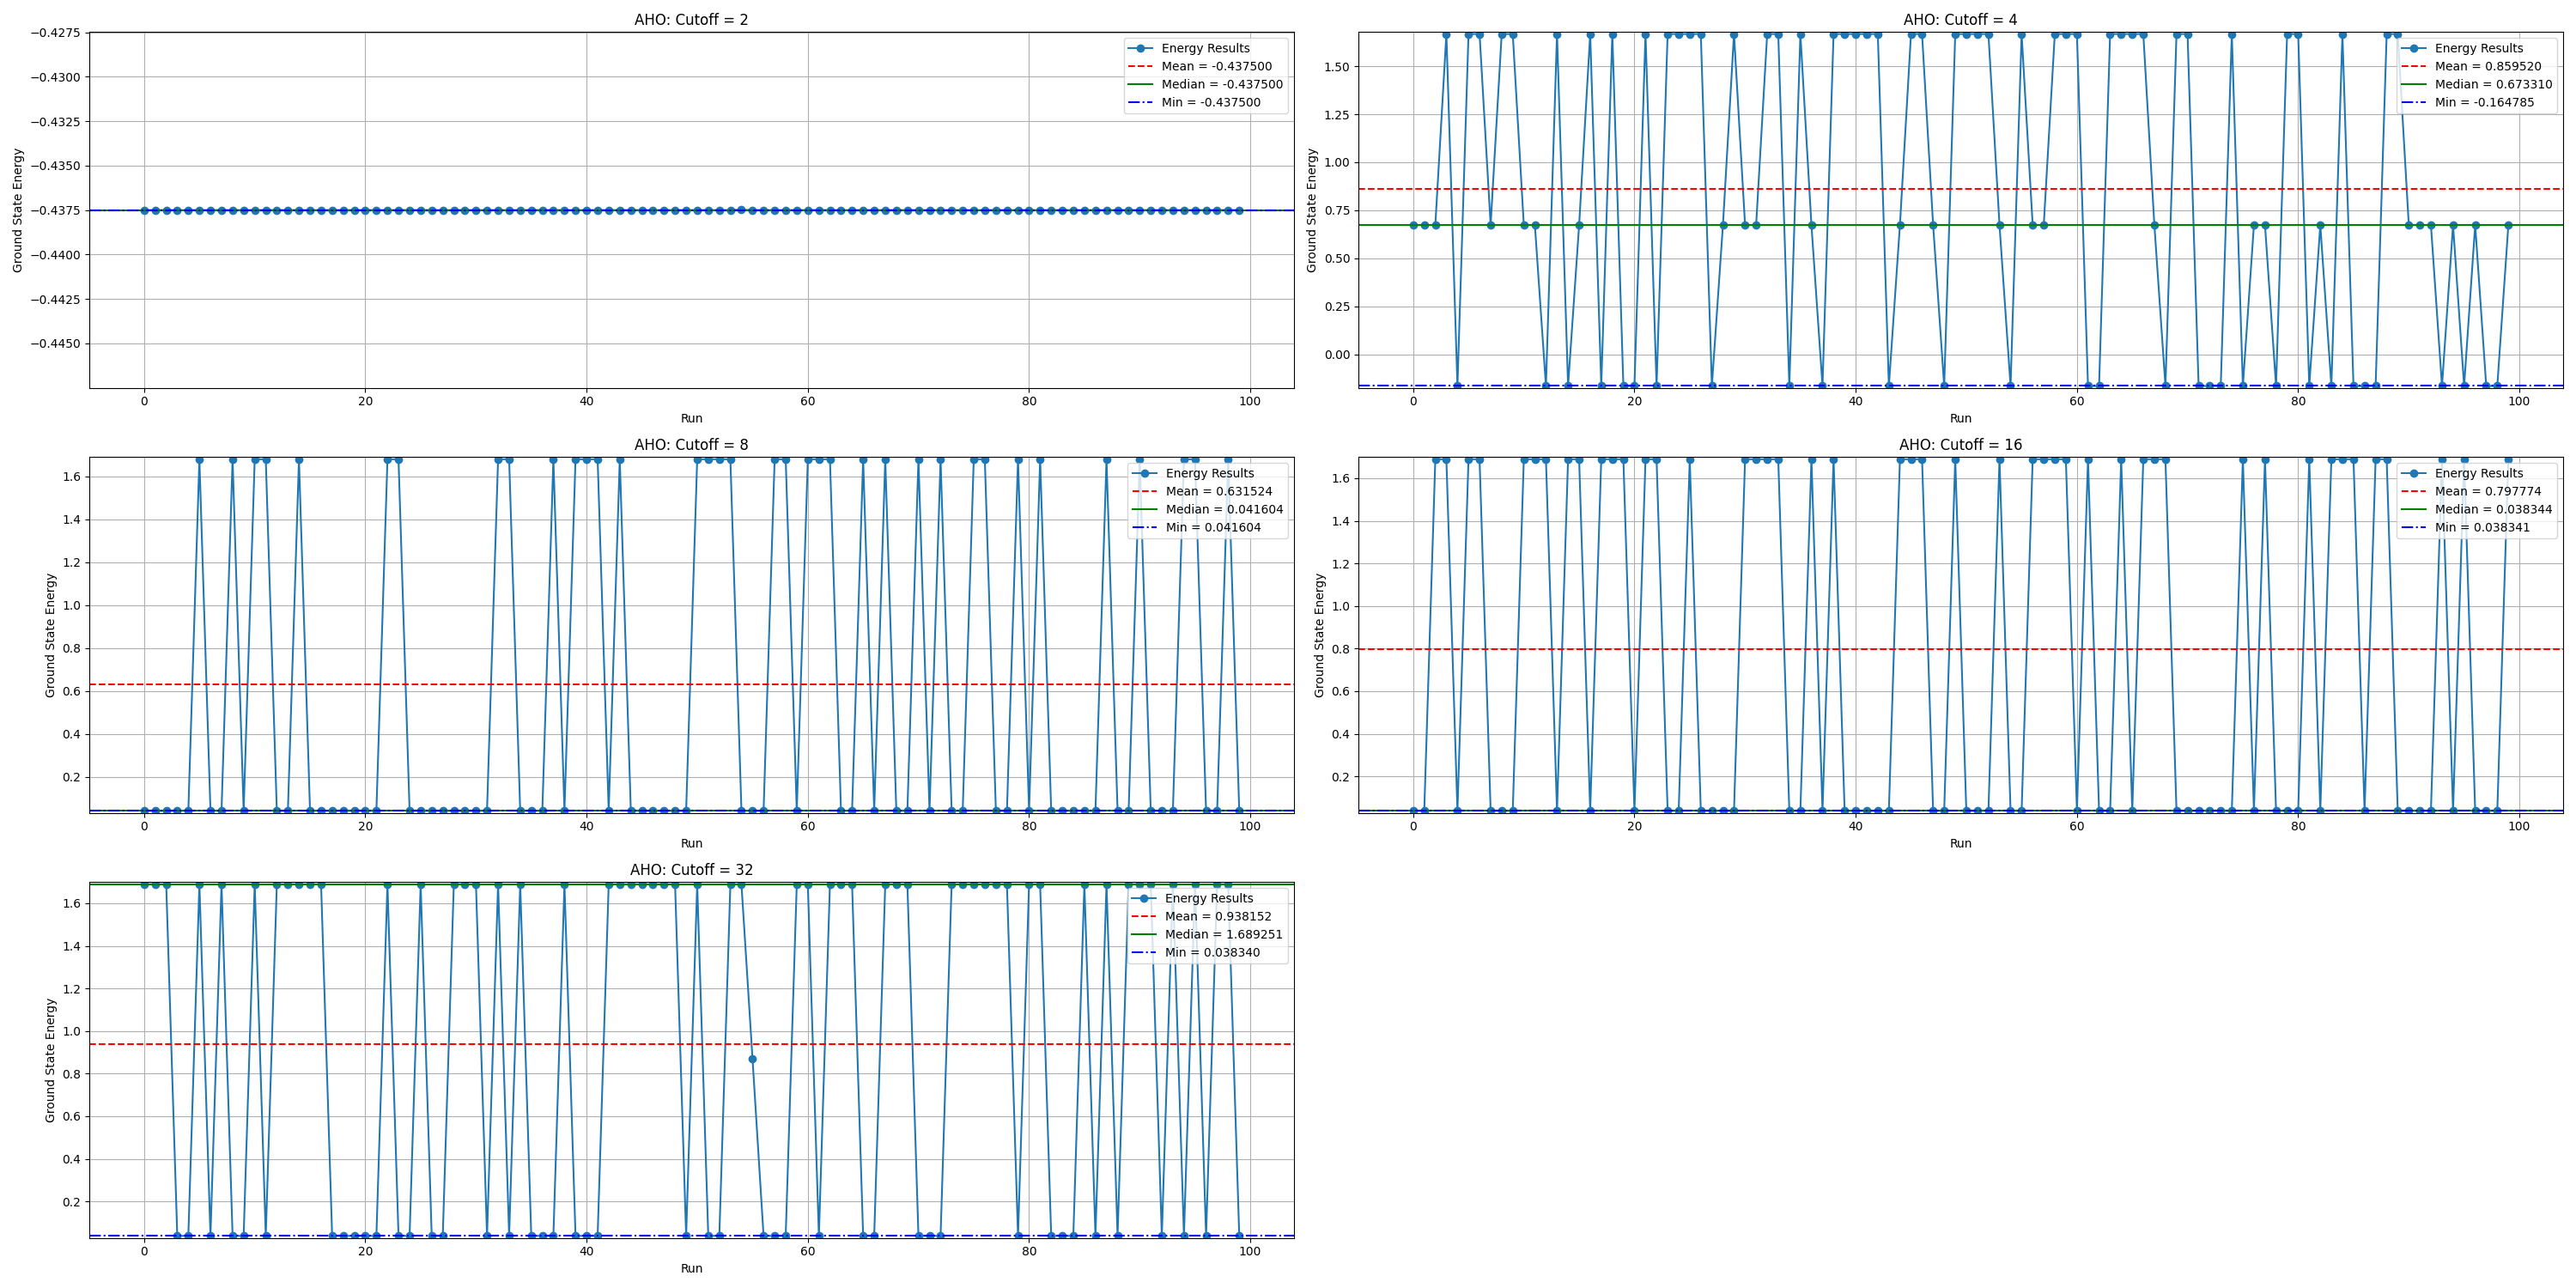 AHO: Cutoff = 2
Ground State Energy
−0.4275
−0.4300
−0.4325
−0.4350
−0.4375
−0.4400
−0.4425
−0.4450
0 20 40 60 80 100
Run
Energy Results
Mean = -0.437500
Median = -0.437500
Min = -0.437500
AHO: Cutoff = 4
Ground State Energy
1.50
1.25
1.00
0.75
0.50
0.25
0.00
0 20 40 60 80 100
Run
Energy Results
Mean = 0.859520
Median = 0.673310
Min = -0.164785
AHO: Cutoff = 8
Ground State Energy
1.6
1.4
1.2
1.0
0.8
0.6
0.4
0.2
0 20 40 60 80 100
Run
Energy Results
Mean = 0.631524
Median = 0.041604
Min = 0.041604
AHO: Cutoff = 16
Ground State Energy
1.6
1.4
1.2
1.0
0.8
0.6
0.4
0.2
0 20 40 60 80 100
Run
Energy Results
Mean = 0.797774
Median = 0.038344
Min = 0.038341
AHO: Cutoff = 32
Ground State Energy
1.6
1.4
1.2
1.0
0.8
0.6
0.4
0.2
0 20 40 60 80 100
Run
Energy Results
Mean = 0.938152
Median = 1.689251
Min = 0.038340